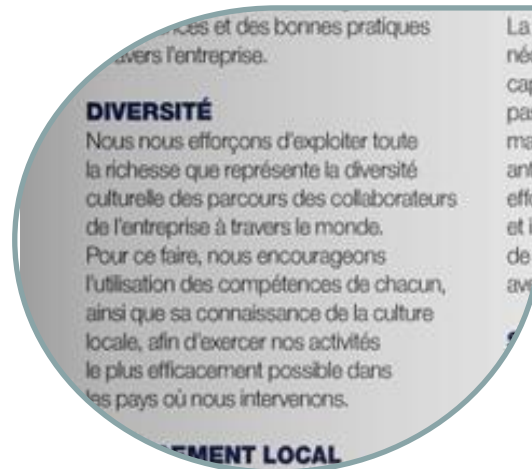 et des bonnes pratiques
l'entreprise.
DIVERSITÉ
Nous nous efforçons d'exploiter toute
la richesse que représente la diversité
culturelle des parcours des collaborateurs
de l'entreprise à travers le monde.
Pour ce faire, nous encourageons
l'utilisation des compétences de chacun,
ainsi que sa connaissance de la culture
locale, afin d'exercer nos activités
le plus efficacement possible dans
les pays où nous intervenons.
LOCAL
La
et
de